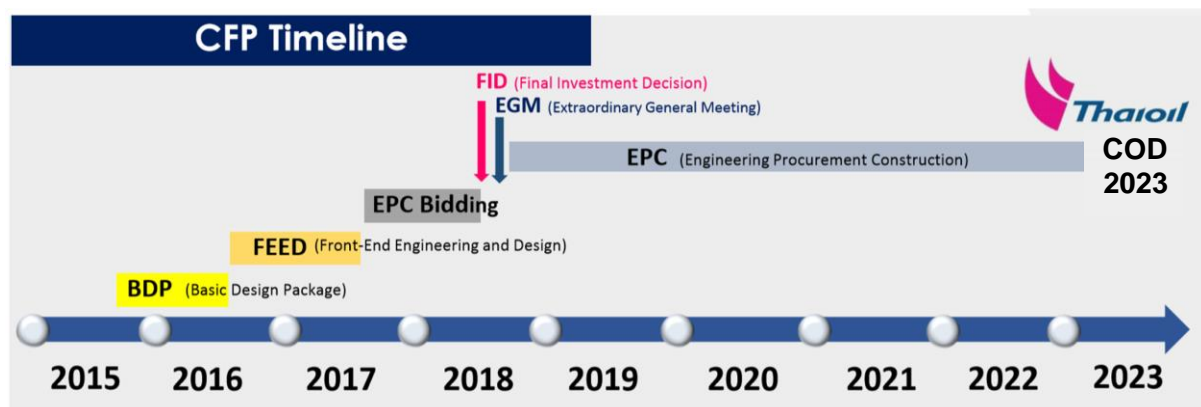 CFP Timeline
FID (Final Investment Decision)
EGM (Extraordinary General Meeting)
Thaioil
EPC (Engineering Procurement Construction)
COD
2023
EPC Bidding
FEED (Front-End Engineering and Design)
BDP (Basic Design Package)
2015 2016 2017 2018 2019 2020 2021 2022 2023